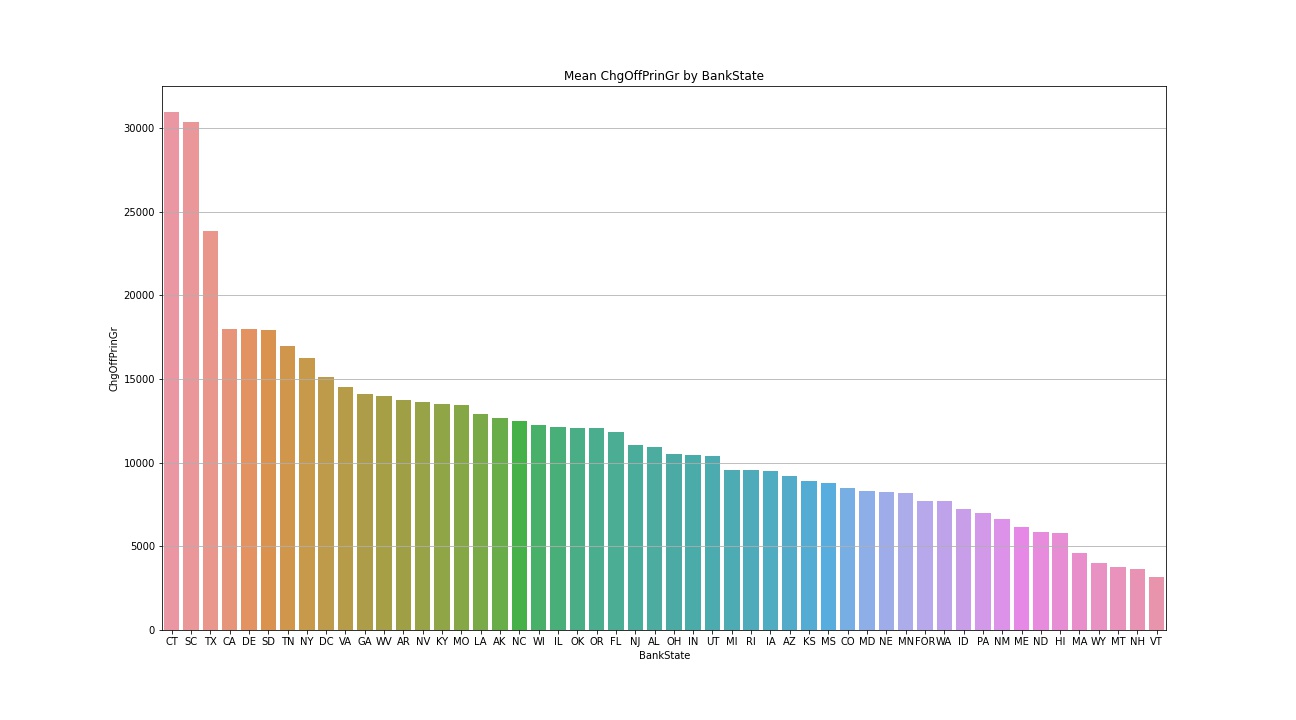 Mean ChgOffPrinGr by BankState
30000
25000
20000
15000
10000
5000
0
ChgOffPrinGr
CT SC TX CA DE SD TN NY DC VA GA WV AR NV KY MO LA AK NC WI IL OK OR FL NJ AL OH IN UT MI RI IA AZ KS MS CO MD NE MN FOR WA ID PA NM ME ND HI MA WY MT NH VT
BankState